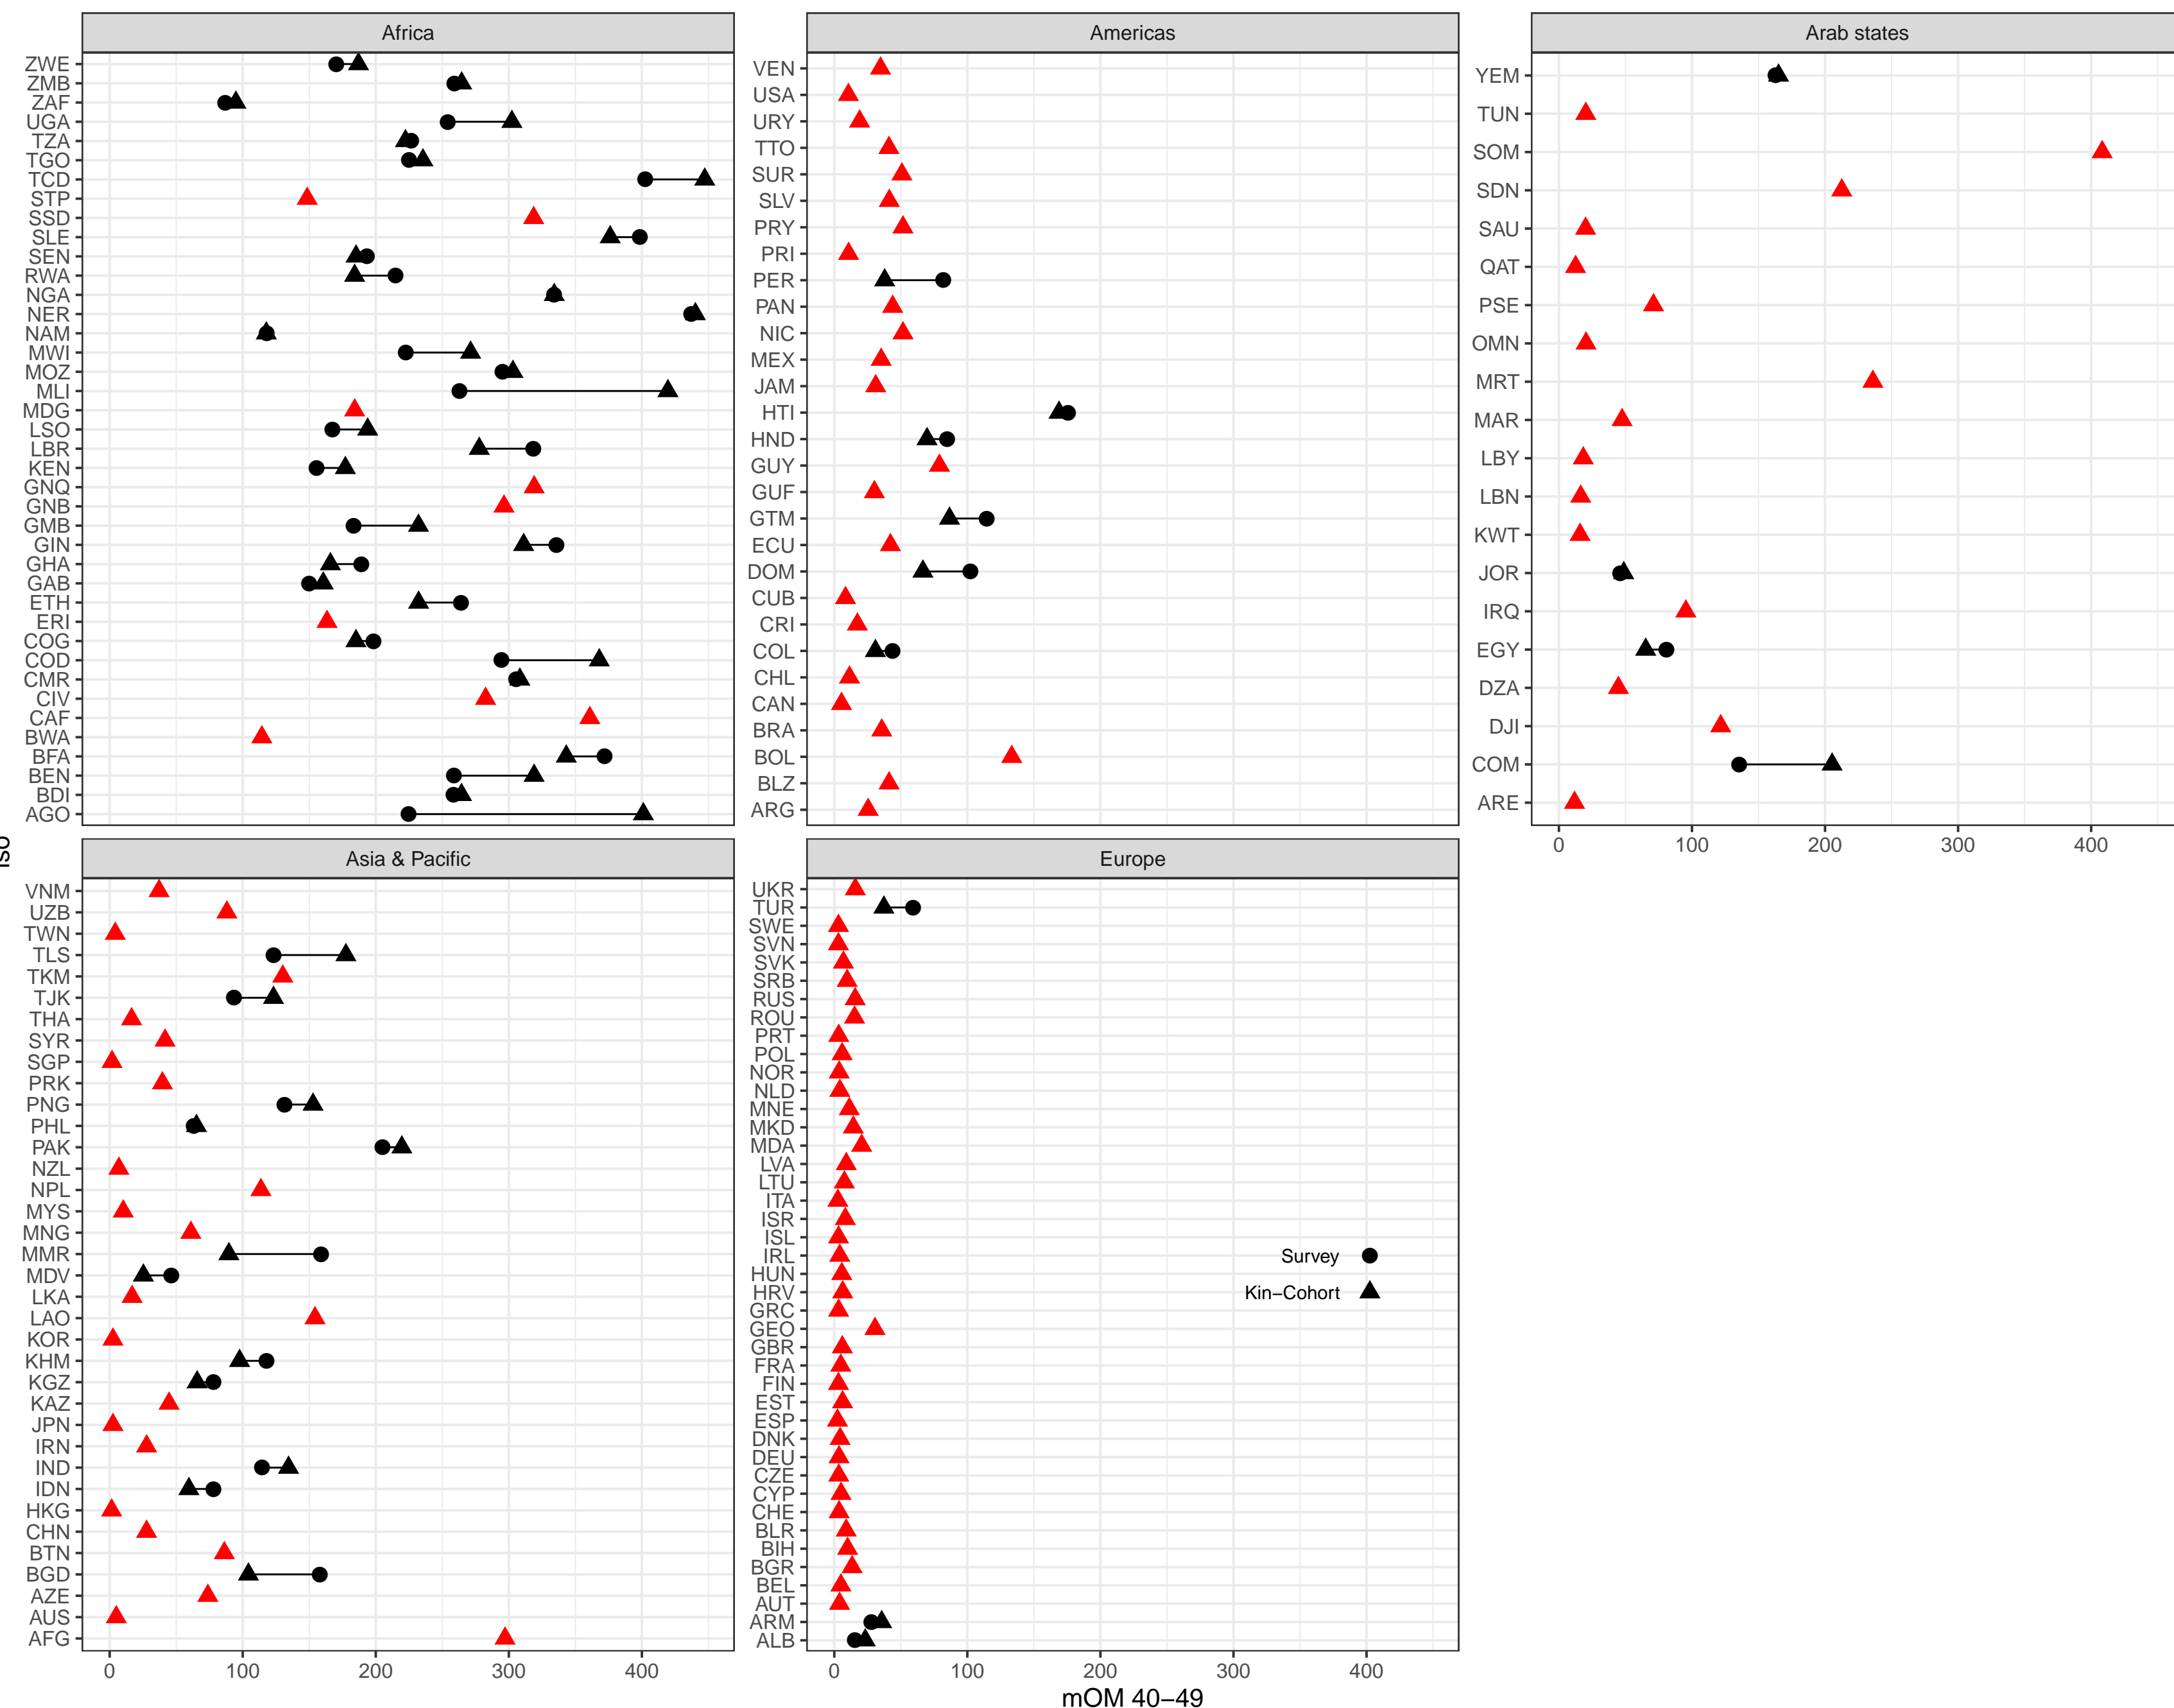 Africa
Americas
Arab states
ZWE
ZMB
ZAF
UGA
TZA
TGO
TCD
STP
SSD
SLE
SEN
RWA
NGA
NER
NAM
MWI
MOZ
MLI
MDG
LSO
LBR
KEN
GNQ
GNB
GMB
GIN
GHA
GAB
ETH
ERI
COG
COD
CMR
CIV
CAF
BWA
BFA
BEN
BDI
AGO
VEN
USA
URY
TTO
SUR
SLV
PRY
PRI
PER
PAN
NIC
MEX
JAM
HTI
HND
GUY
GUF
GTM
ECU
DOM
CUB
CRI
COL
CHL
CAN
BRA
BOL
BLZ
ARG
YEM
TUN
SOM
SDN
SAU
QAT
PSE
OMN
MRT
MAR
LBY
LBN
KWT
JOR
IRQ
EGY
DZA
DJI
COM
ARE
0 100 200 300 400
iso
Asia & Pacific
Europe
VNM
UZB
TWN
TLS
TKM
TJK
THA
SYR
SGP
PRK
PNG
PHL
PAK
NZL
NPL
MYS
MNG
MMR
MDV
LKA
LAO
KOR
KHM
KGZ
KAZ
JPN
IRN
IND
IDN
HKG
CHN
BTN
BGD
AZE
AUS
AFG
0 100 200 300 400
UKR
TUR
SWE
SVN
SVK
SRB
RUS
ROU
PRT
POL
NOR
NLD
MNE
MKD
MDA
LVA
LTU
ITA
ISR
ISL
IRL
HUN
HRV
GRC
GEO
GBR
FRA
FIN
EST
ESP
DNK
DEU
CZE
CYP
CHE
BLR
BIH
BGR
BEL
AUT
ARM
ALB
Survey
Kin−Cohort
0 100 200 300 400
mOM 40−49